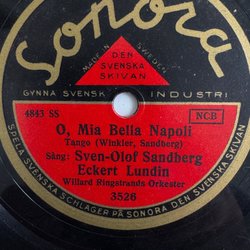 Sonora
MADE IN SWEDEN
DEN
SVENSKA
SKIVAN
GYNNA SVENSK INDUSTRI
4843 SS
NCB
O, Mia Bella Napoli
Tango (Winkler, Sandberg)
Sång: Sven-Olof Sandberg
Eckert Lundin
Willard Ringstrands Orkester
3526
SPELA SVENSKA SCHLAGER PÅ SONORA DEN SVENSKA SKIVAN